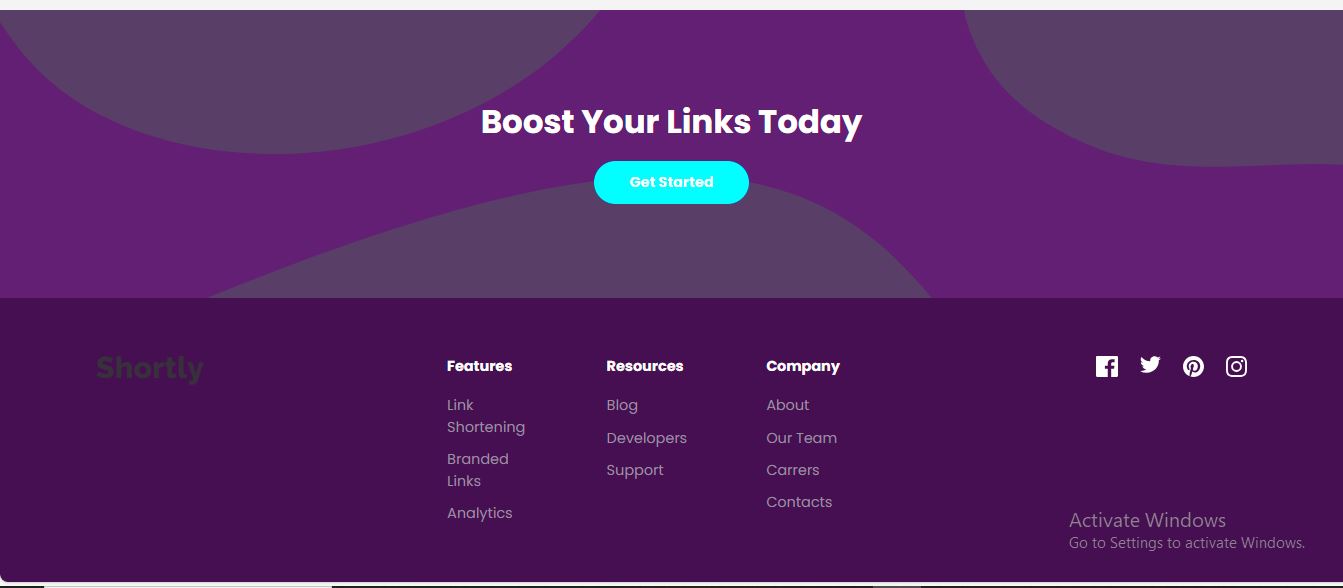 Boost Your Links Today
Get Started
Shortly
Features
Link
Shortening
Branded
Links
Analytics
Resources
Blog
Developers
Support
Company
About
Our Team
Carrers
Contacts
Activate Windows
Go to Settings to activate Windows.